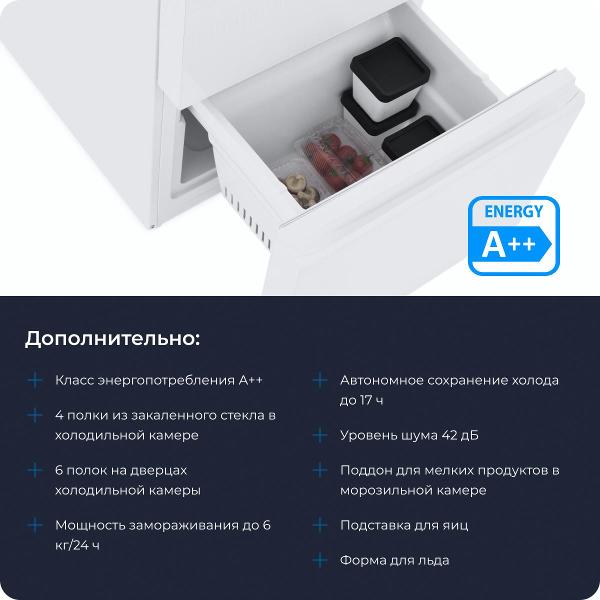 ENERGY
A++
Дополнительно:
Класс энергопотребления А++
4 полки из закаленного стекла в
холодильной камере
6 полок на дверцах
холодильной камеры
Мощность замораживания до 6
кг/24 ч
Автономное сохранение холода
до 17 ч
Уровень шума 42 дБ
Поддон для мелких продуктов в
морозильной камере
Подставка для яиц
Форма для льда